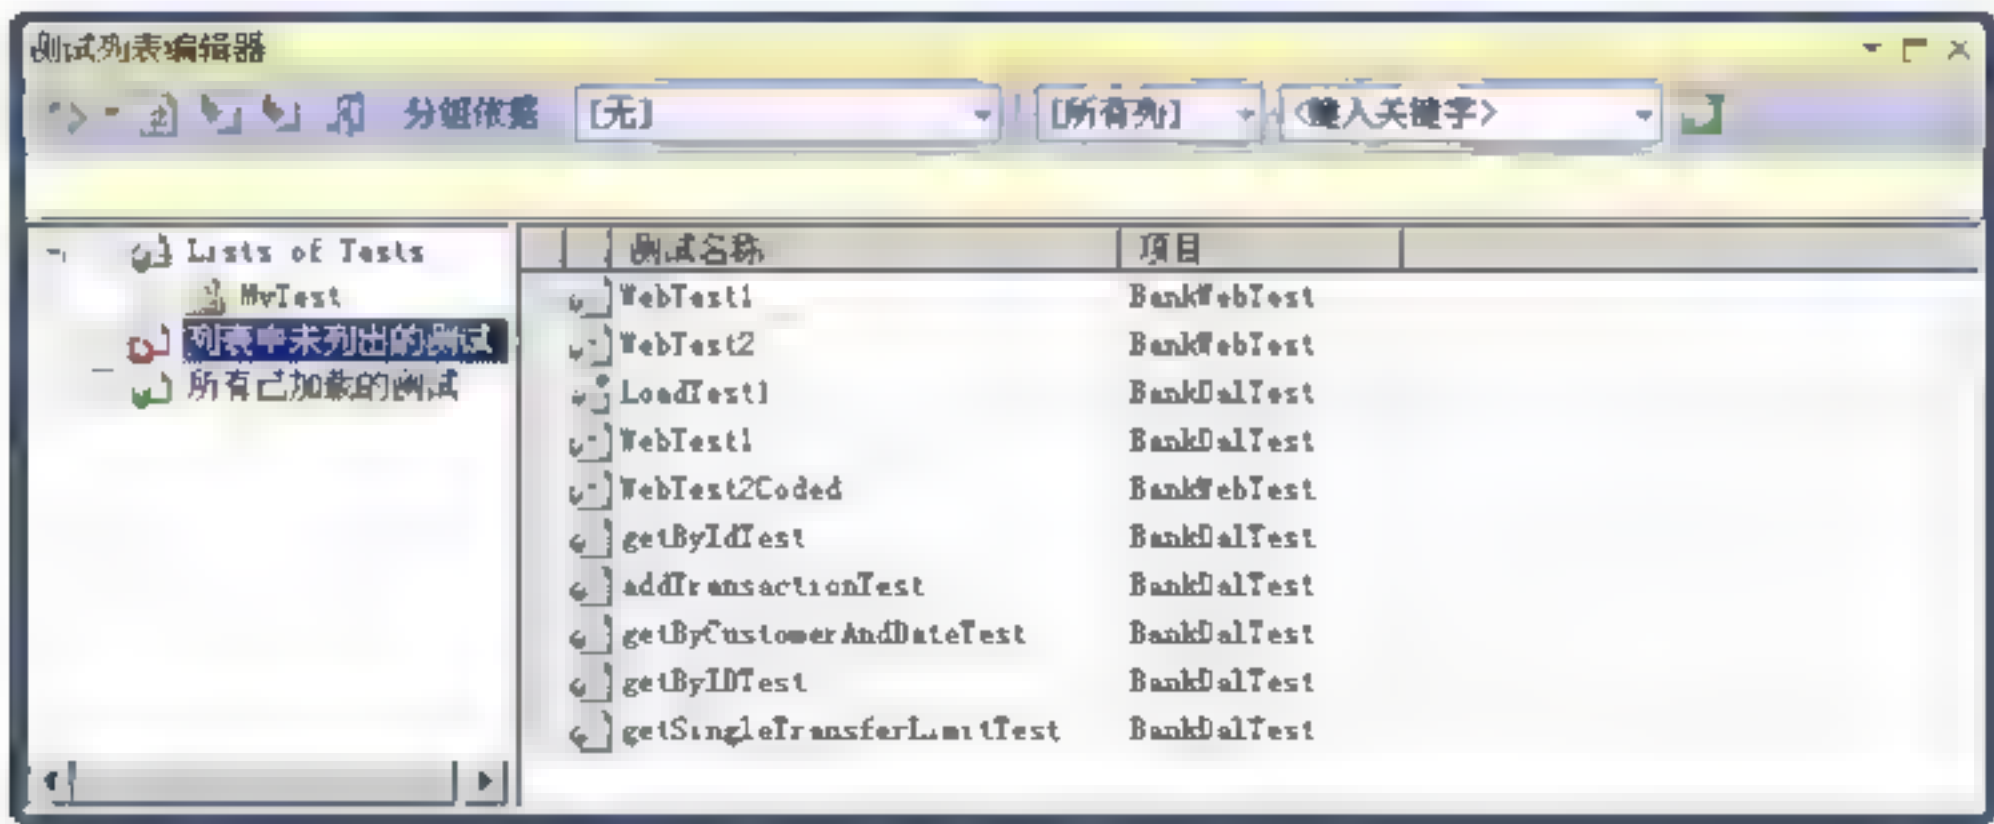 测试列表编辑器
分组依据 [无] [所有列] <键入关键字>
Lists of Tests
MyTest
列表中未列出的测试
所有已加载的测试
测试名称 项目
WebTest1 BankWebTest
WebTest2 BankWebTest
LoadTest1 BankDalTest
WebTest1 BankDalTest
WebTest2Coded BankWebTest
getByIdTest BankDalTest
addTransactionTest BankDalTest
getByCustomerAndDateTest BankDalTest
getByIDTest BankDalTest
getSingleTransferLimitTest BankDalTest